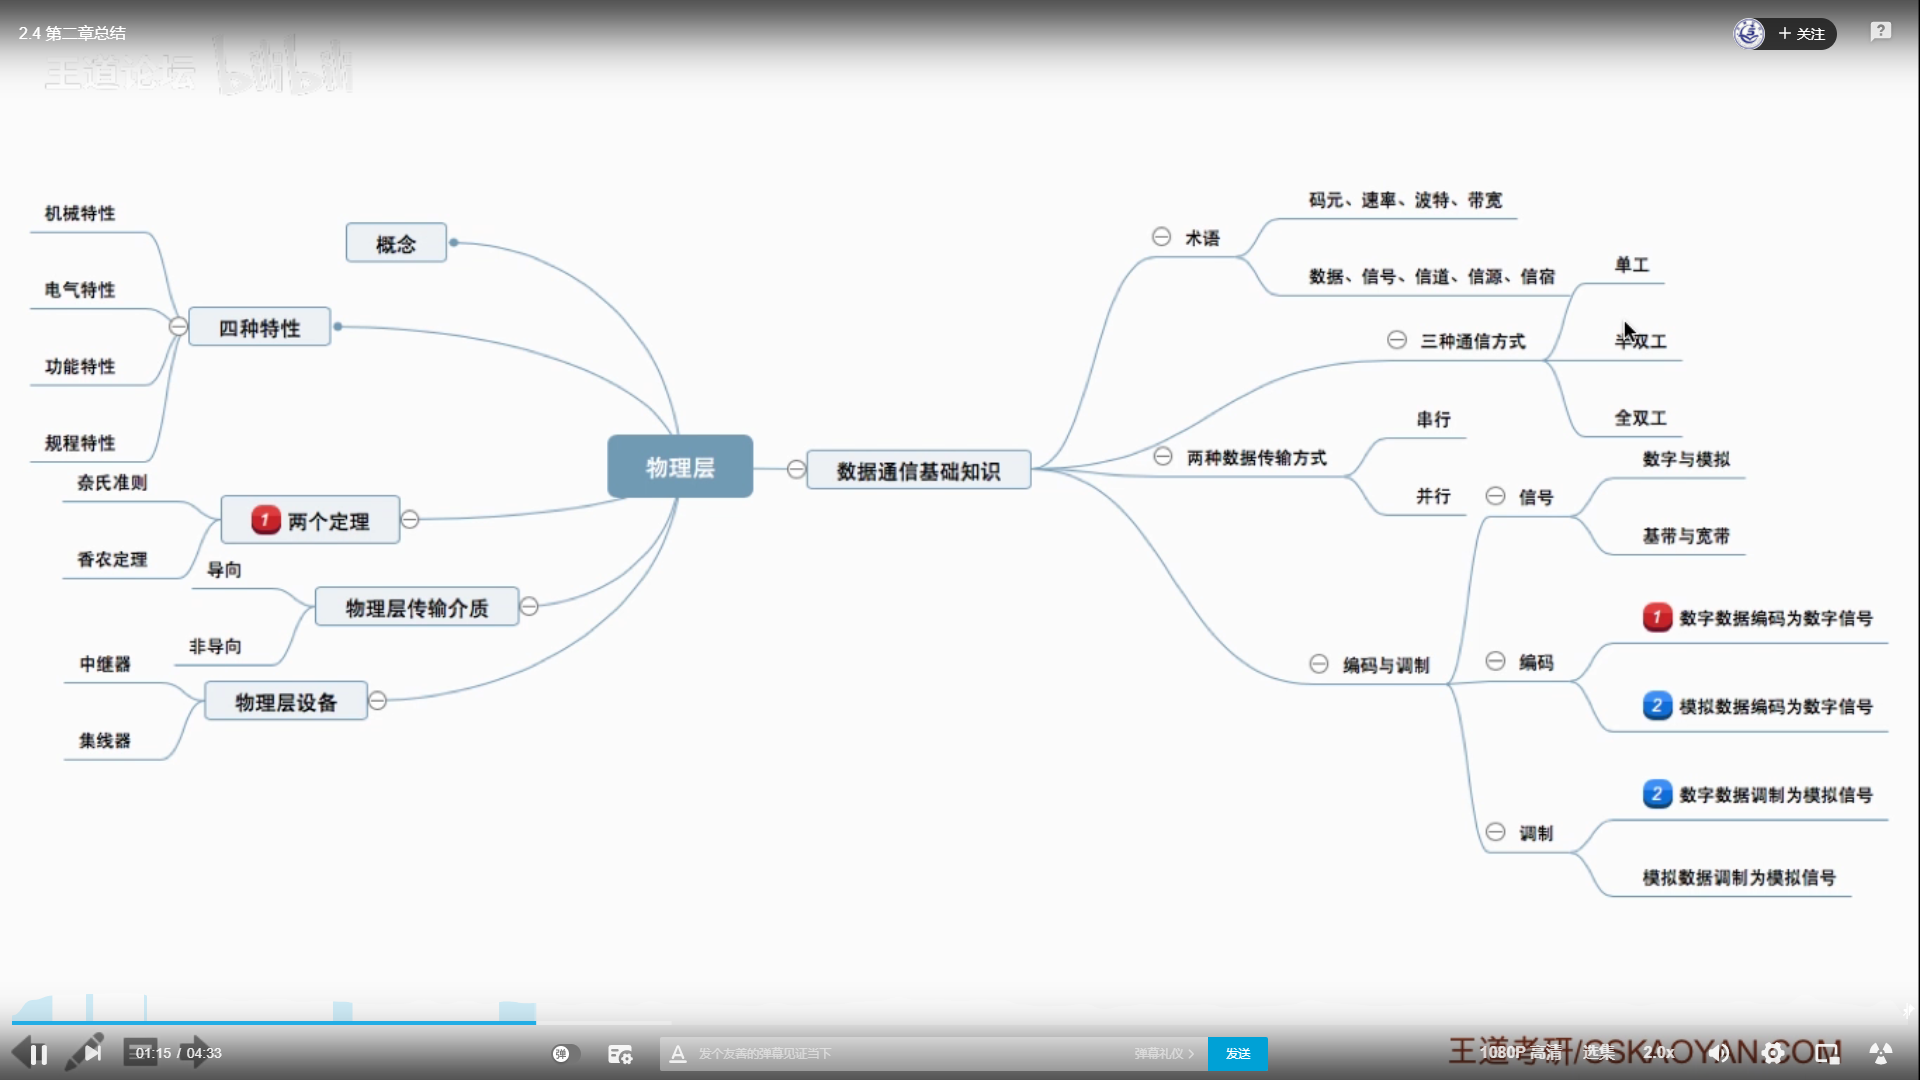 2.4 第二章总结
+ 关注
?
王道论坛 bilibili
机械特性
电气特性
功能特性
规程特性
四种特性
概念
奈氏准则
香农定理
1 两个定理
导向
非导向
物理层传输介质
中继器
集线器
物理层设备
物理层
数据通信基础知识
术语
码元、速率、波特、带宽
数据、信号、信道、信源、信宿
三种通信方式
单工
半双工
全双工
两种数据传输方式
串行
并行
编码与调制
信号
数字与模拟
基带与宽带
编码
1 数字数据编码为数字信号
2 模拟数据编码为数字信号
调制
2 数字数据调制为模拟信号
模拟数据调制为模拟信号
01:15 / 04:33
弹
A 发个友善的弹幕见证当下
弹幕礼仪 >
发送
王道考研/CSKAOYAN.COM
1080P 高清
选集
2.0x